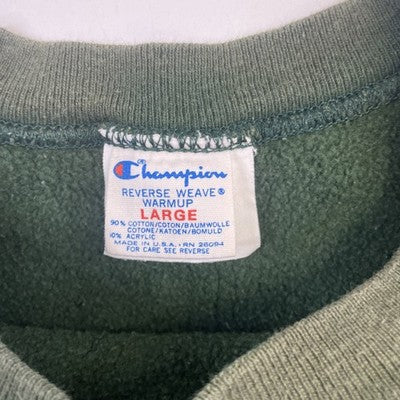 Champion
REVERSE WEAVE®
WARMUP
LARGE
90% COTTON/COTON/BAUMWOLLE
COTONE/KATOEN/BOMULD
10% ACRYLIC
MADE IN U.S.A. RN 26094
FOR CARE SEE REVERSE